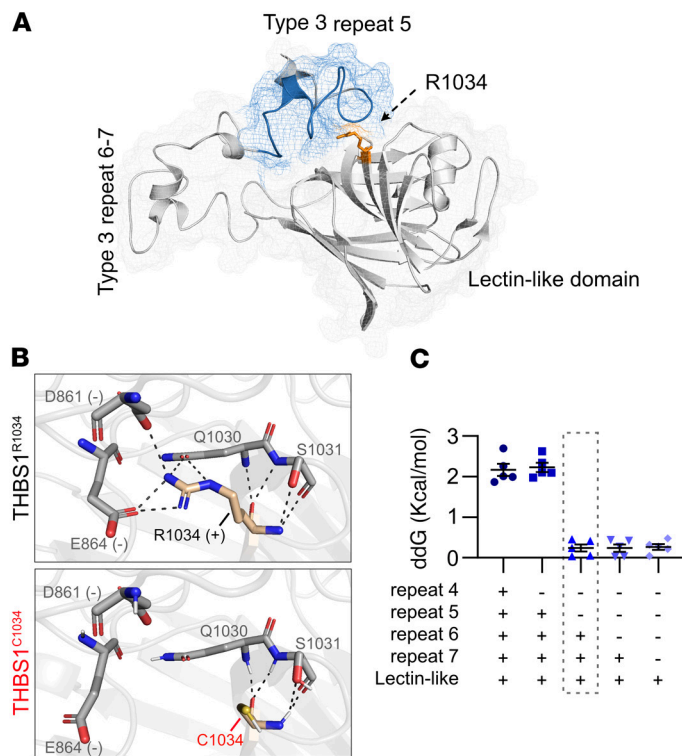 A
Type 3 repeat 5
R1034
Type 3 repeat 6-7
Lectin-like domain
B
THBS1R1034
D861 (-)
Q1030
S1031
R1034 (+)
E864 (-)
THBS1C1034
D861 (-)
Q1030
S1031
C1034
E864 (-)
C
ddG (Kcal/mol)
3
2
1
0
repeat 4 + - - - -
repeat 5 + + - - -
repeat 6 + + + - -
repeat 7 + + + + -
Lectin-like + + + + +